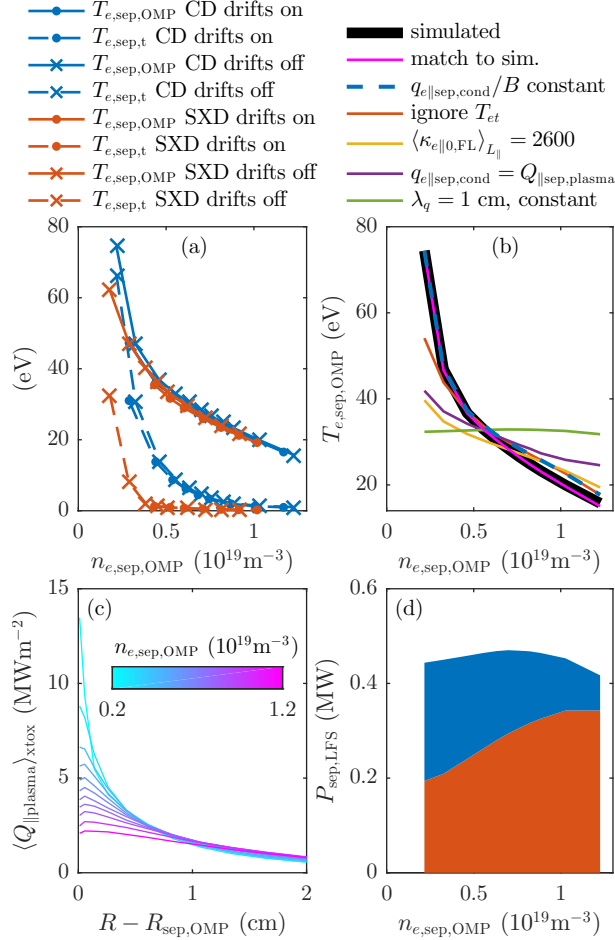 T_{e,sep,OMP} CD drifts on
T_{e,sep,t} CD drifts on
T_{e,sep,OMP} CD drifts off
T_{e,sep,t} CD drifts off
T_{e,sep,OMP} SXD drifts on
T_{e,sep,t} SXD drifts on
T_{e,sep,OMP} SXD drifts off
T_{e,sep,t} SXD drifts off
simulated
match to sim.
q_{e∥sep,cond}/B constant
ignore T_{et}
⟨κ_{e∥0,FL}⟩_{L_∥} = 2600
q_{e∥sep,cond} = Q_{∥sep,plasma}
λ_q = 1 cm, constant
(a)
(eV)
80
60
40
20
0
0 0.5 1
n_{e,sep,OMP} (10^{19}m^{-3})
(b)
T_{e,sep,OMP} (eV)
80
60
40
20
0 0.5 1
n_{e,sep,OMP} (10^{19}m^{-3})
(c)
n_{e,sep,OMP} (10^{19}m^{-3})
0.2 1.2
⟨Q_{∥plasma}⟩_{xtox} (MWm^{-2})
15
10
5
0
0 1 2
R − R_{sep,OMP} (cm)
(d)
P_{sep,LFS} (MW)
0.6
0.4
0.2
0
0 0.5 1
n_{e,sep,OMP} (10^{19}m^{-3})